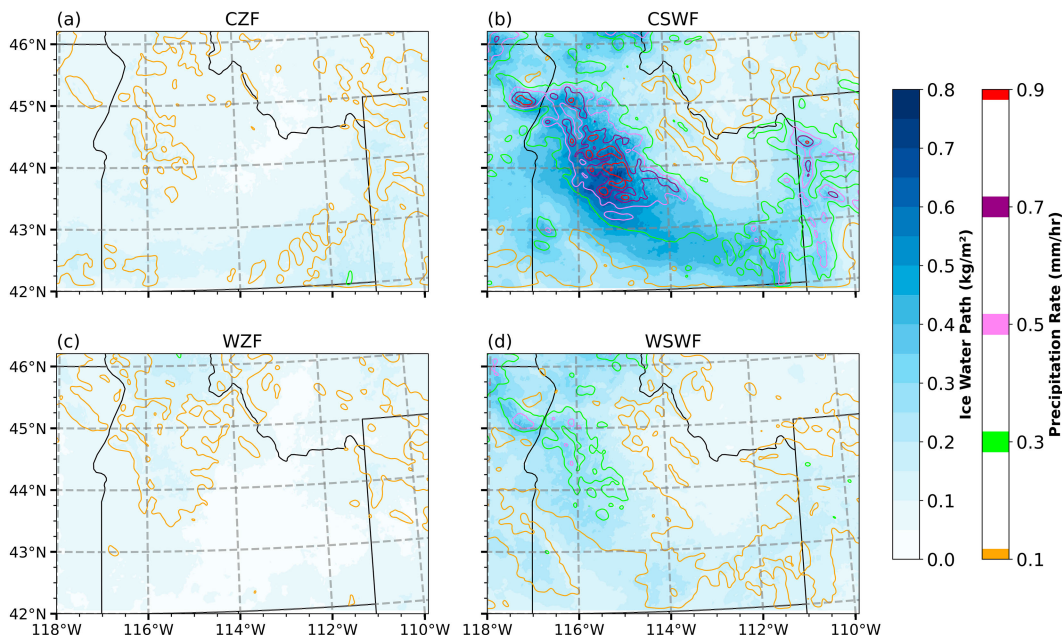 (a) CZF
(b) CSWF
46°N
45°N
44°N
43°N
42°N
(c) WZF
(d) WSWF
46°N
45°N
44°N
43°N
42°N
118°W 116°W 114°W 112°W 110°W
118°W 116°W 114°W 112°W 110°W
0.8
0.7
0.6
0.5
0.4
0.3
0.2
0.1
0.0
Ice Water Path (kg/m²)
0.9
0.7
0.5
0.3
0.1
Precipitation Rate (mm/hr)